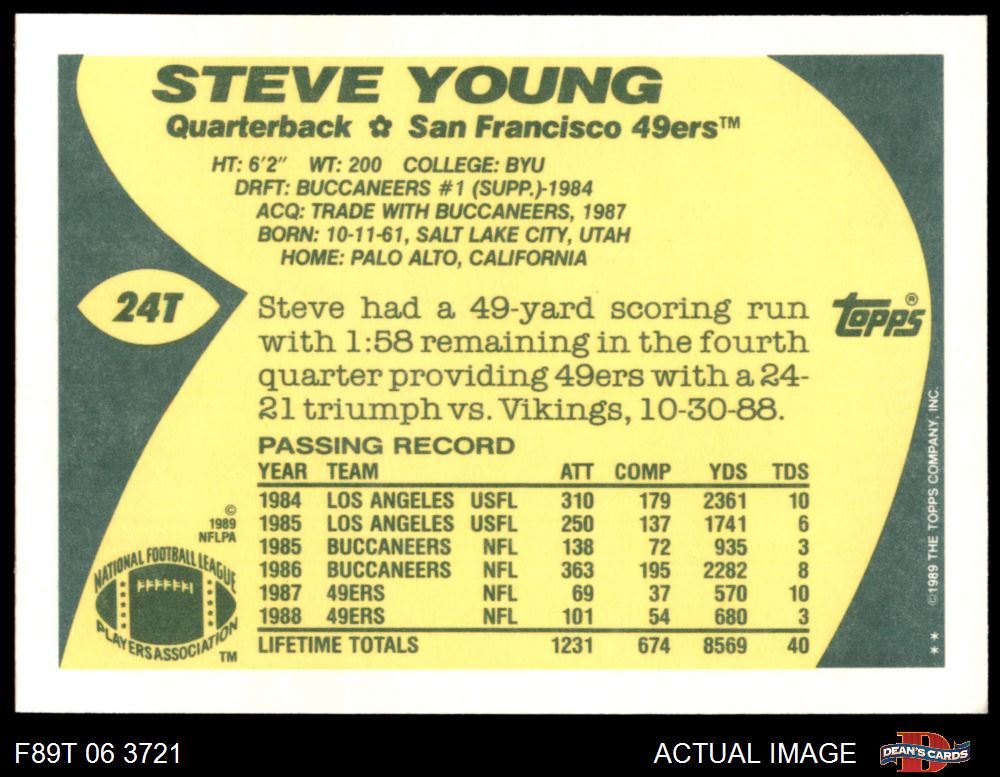 STEVE YOUNG
Quarterback ✿ San Francisco 49ers™
HT: 6'2" WT: 200 COLLEGE: BYU
DRFT: BUCCANEERS #1 (SUPP.)-1984
ACQ: TRADE WITH BUCCANEERS, 1987
BORN: 10-11-61, SALT LAKE CITY, UTAH
HOME: PALO ALTO, CALIFORNIA
24T
Steve had a 49-yard scoring run
with 1:58 remaining in the fourth
quarter providing 49ers with a 24-
21 triumph vs. Vikings, 10-30-88.
topps®
PASSING RECORD
YEAR TEAM ATT COMP YDS TDS
1984 LOS ANGELES USFL 310 179 2361 10
1985 LOS ANGELES USFL 250 137 1741 6
1985 BUCCANEERS NFL 138 72 935 3
1986 BUCCANEERS NFL 363 195 2282 8
1987 49ERS NFL 69 37 570 10
1988 49ERS NFL 101 54 680 3
LIFETIME TOTALS 1231 674 8569 40
©
1989
NFLPA
NATIONAL FOOTBALL LEAGUE
PLAYERS ASSOCIATION
TM
©1989 THE TOPPS COMPANY, INC.
**
F89T 06 3721
ACTUAL IMAGE
DEAN'S CARDS